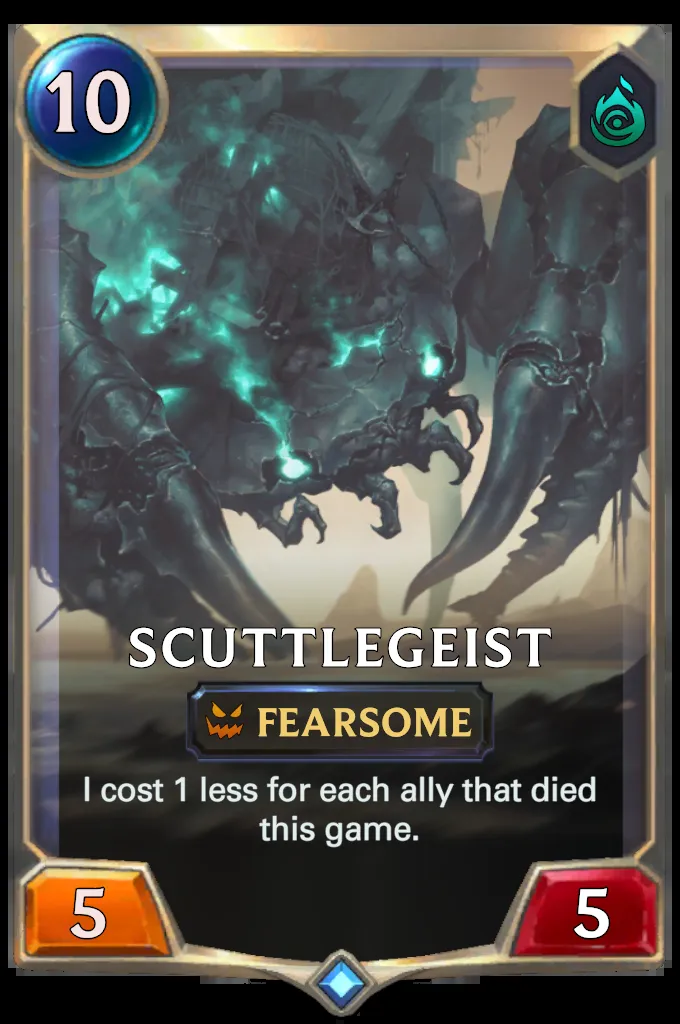 10
SCUTTLEGEIST
FEARSOME
I cost 1 less for each ally that died
this game.
5 5